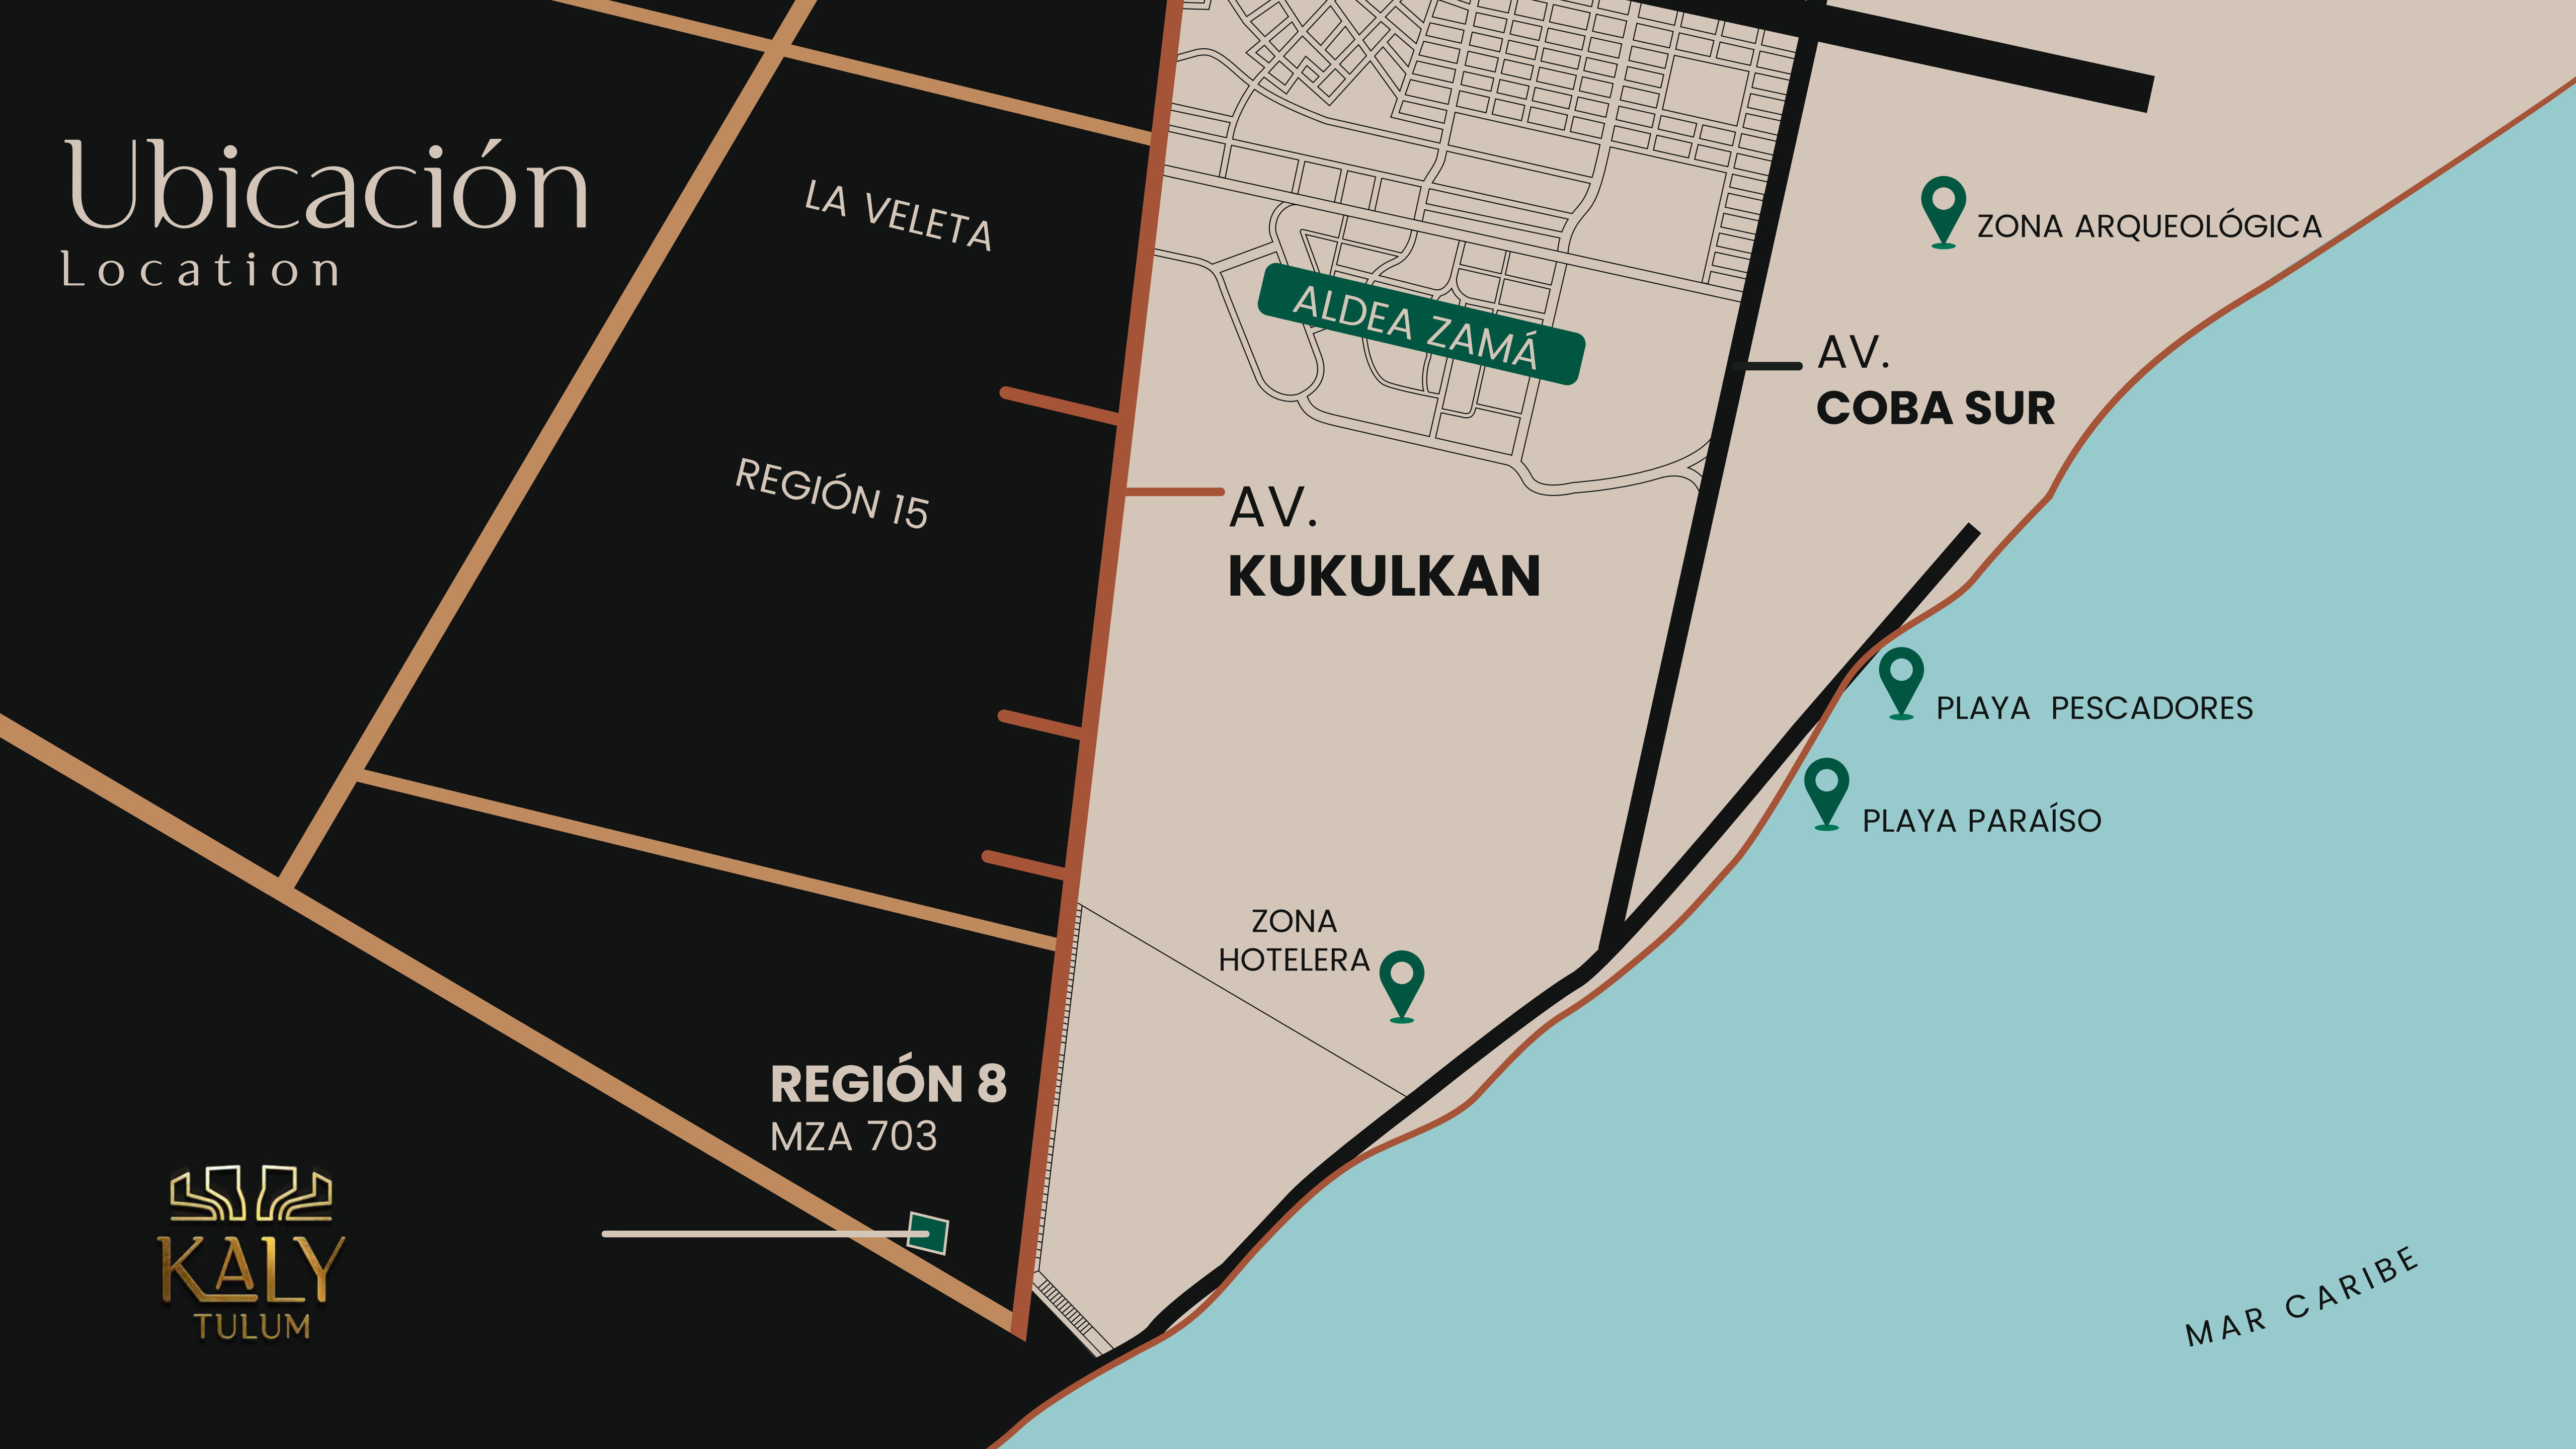 Ubicación
Location
LA VELETA
REGIÓN 15
ALDEA ZAMÁ
ZONA ARQUEOLÓGICA
AV.
COBA SUR
AV.
KUKULKAN
PLAYA PESCADORES
PLAYA PARAÍSO
ZONA
HOTELERA
REGIÓN 8
MZA 703
KALY
TULUM
MAR CARIBE